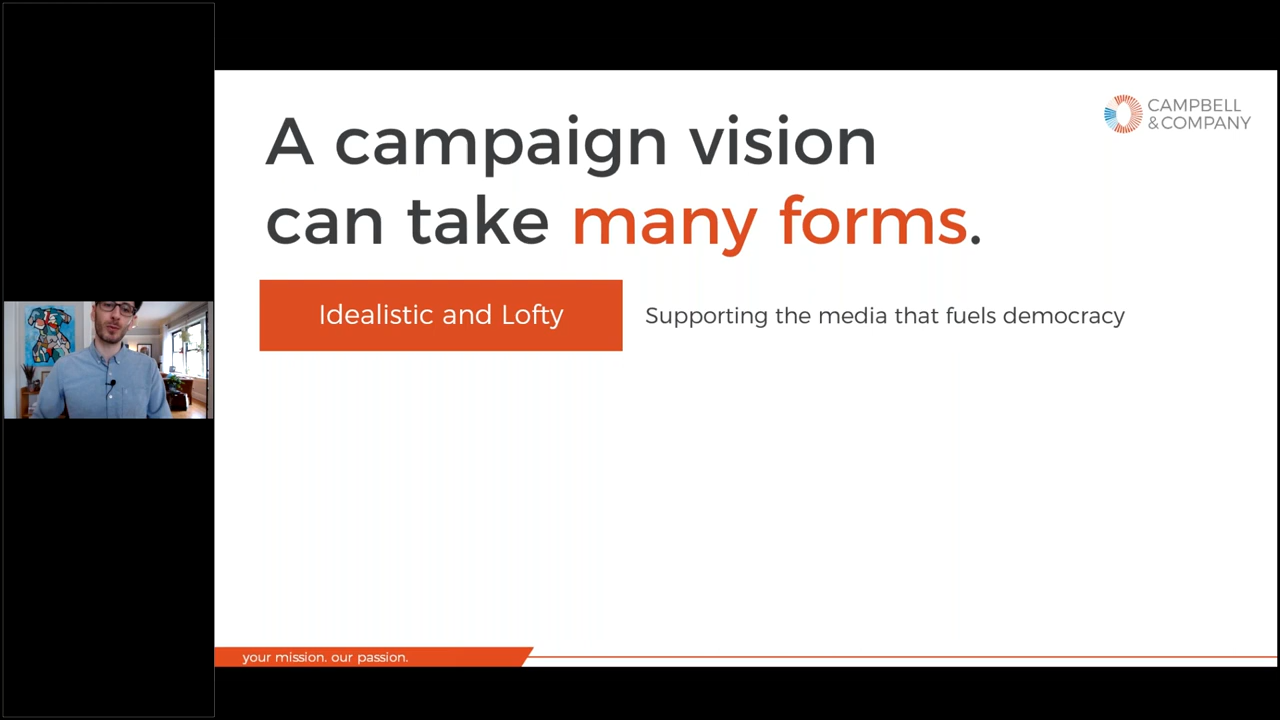 CAMPBELL
&COMPANY
A campaign vision
can take many forms.
Idealistic and Lofty
Supporting the media that fuels democracy
your mission. our passion.